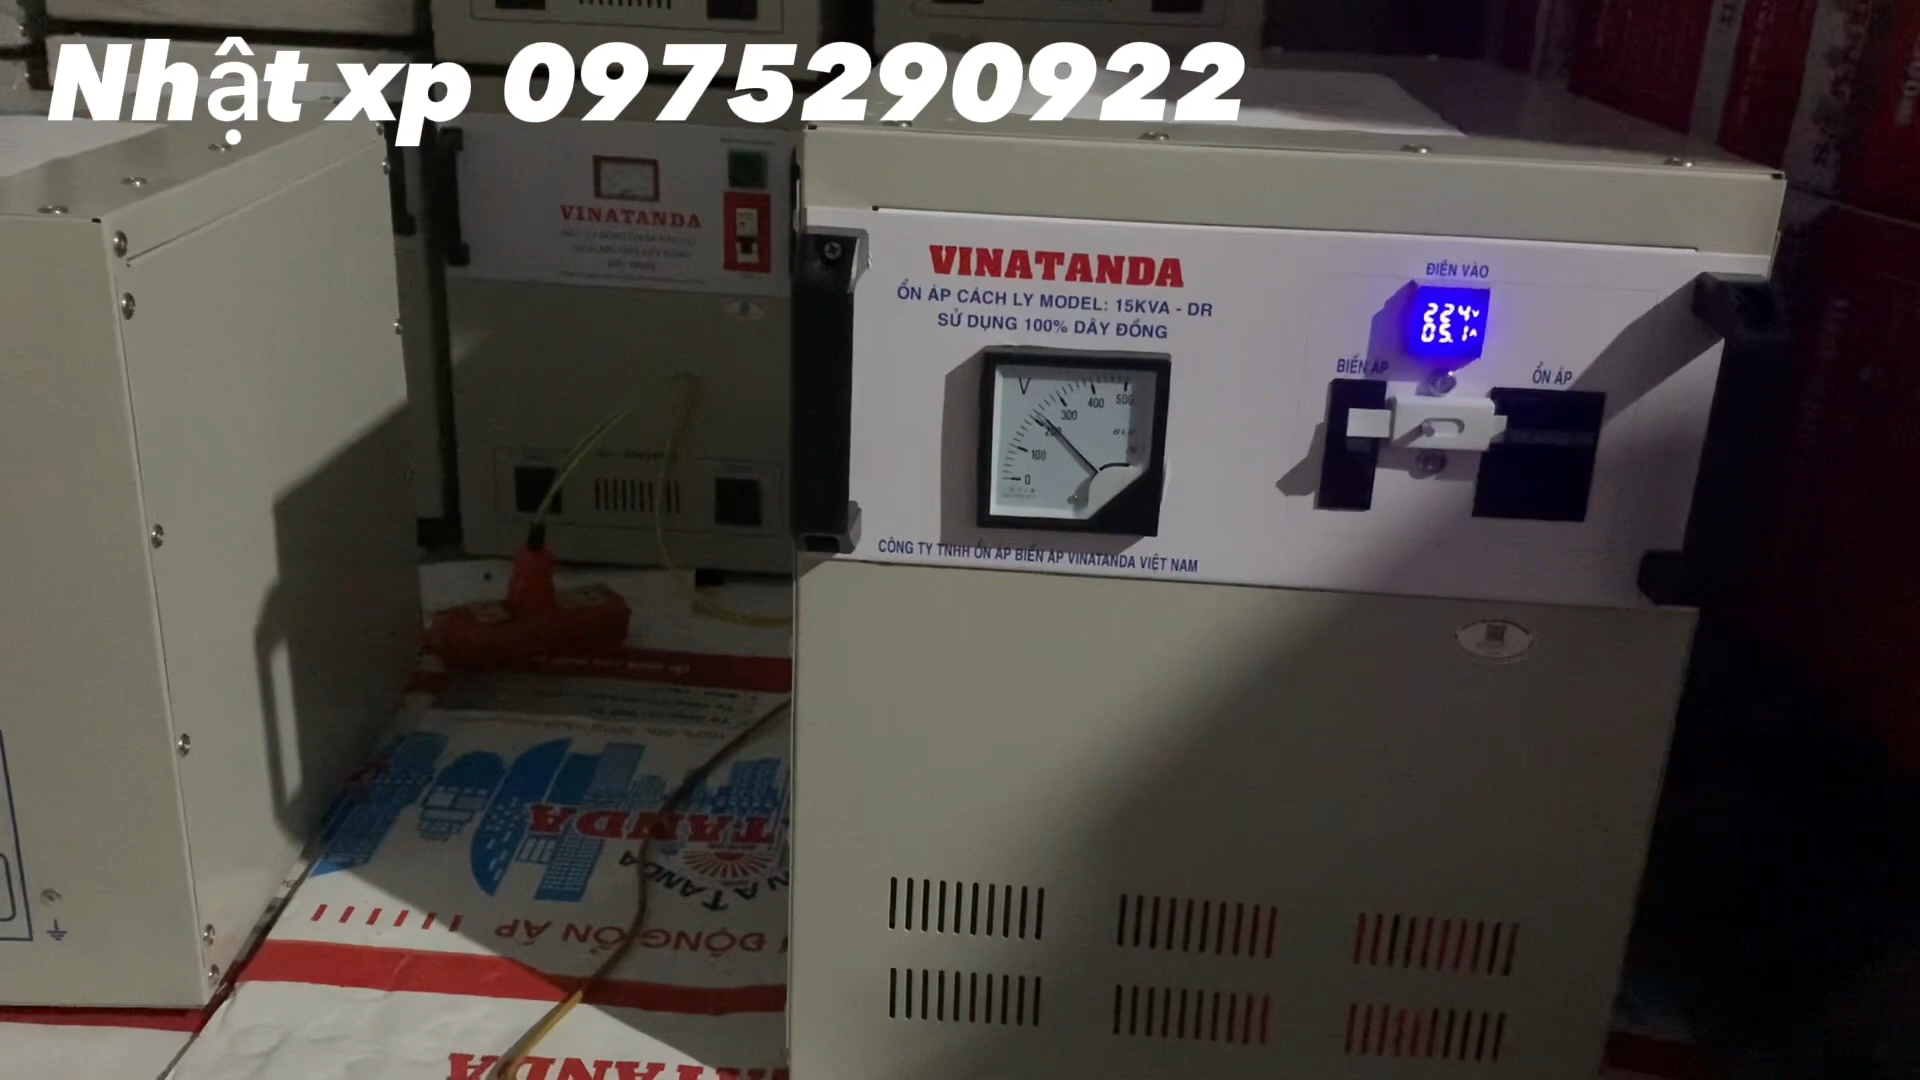 Nhật xp 0975290922
VINATANDA
VINATANDA
ỔN ÁP CÁCH LY MODEL: 15KVA - DR
SỬ DỤNG 100% DÂY ĐỒNG
ĐIỆN VÀO
224V
05.1A
BIẾN ÁP
ỔN ÁP
V
0
100
200
300
400
500
CÔNG TY TNHH ỔN ÁP BIẾN ÁP VINATANDA VIỆT NAM
TANDA
ĐỘNG ỔN ÁP